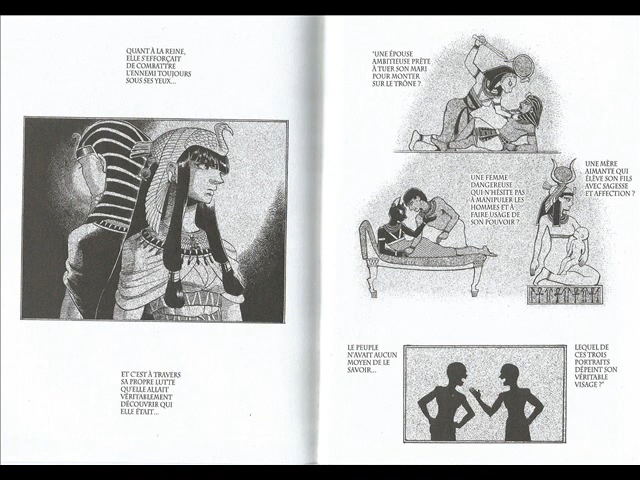 QUANT À LA REINE,
ELLE S'EFFORÇAIT
DE COMBATTRE
L'ENNEMI TOUJOURS
SOUS SES YEUX...
ET C'EST À TRAVERS
SA PROPRE LUTTE
QU'ELLE ALLAIT
VÉRITABLEMENT
DÉCOUVRIR QUI
ELLE ÉTAIT...
"UNE ÉPOUSE
AMBITIEUSE PRÊTE
À TUER SON MARI
POUR MONTER
SUR LE TRÔNE ?
UNE FEMME
DANGEREUSE
QUI N'HÉSITE PAS
À MANIPULER LES
HOMMES ET À
FAIRE USAGE DE
SON POUVOIR ?
UNE MÈRE
AIMANTE QUI
ÉLÈVE SON FILS
AVEC SAGESSE
ET AFFECTION ?
LEQUEL DE
CES TROIS
PORTRAITS
DÉPEINT SON
VÉRITABLE
VISAGE ?"
LE PEUPLE
N'AVAIT AUCUN
MOYEN DE LE
SAVOIR...